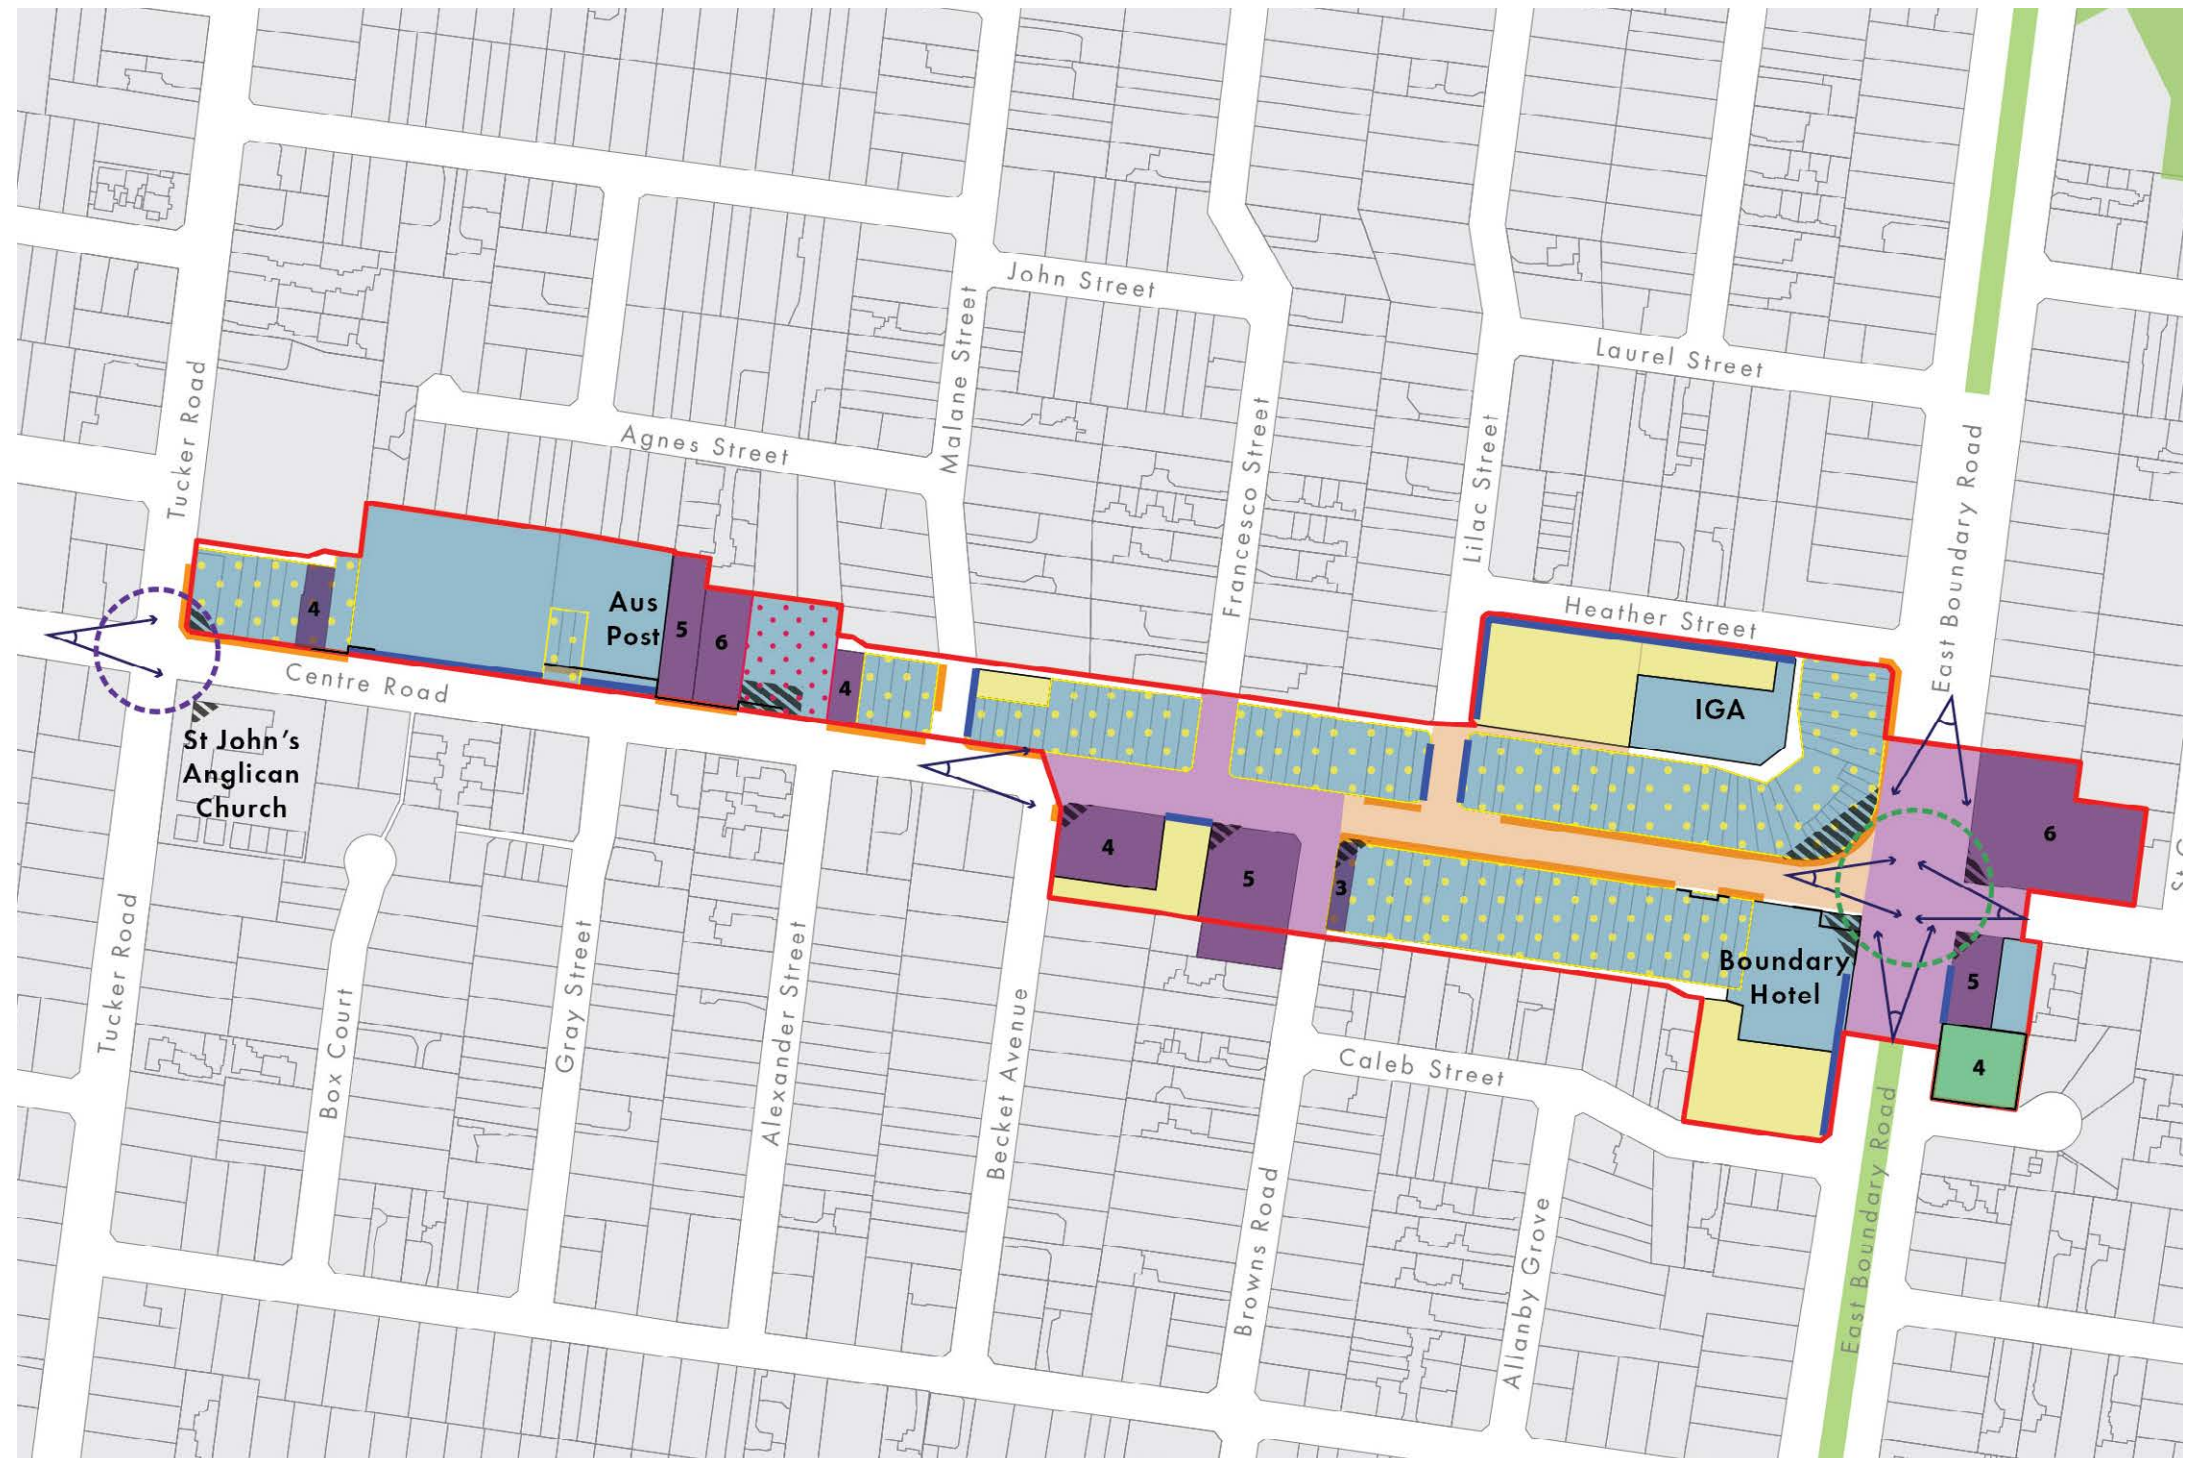 John Street
Laurel Street
Malane Street
Tucker Road
Francesco Street
Lilac Street
East Boundary Road
Agnes Street
Heather Street
4
Aus
Post
5
6
4
Centre Road
IGA
St John's
Anglican
Church
6
4
5
3
Boundary
Hotel
5
4
Tucker Road
Box Court
Gray Street
Alexander Street
Becket Avenue
Caleb Street
Browns Road
Allanby Grove
East Boundary Road